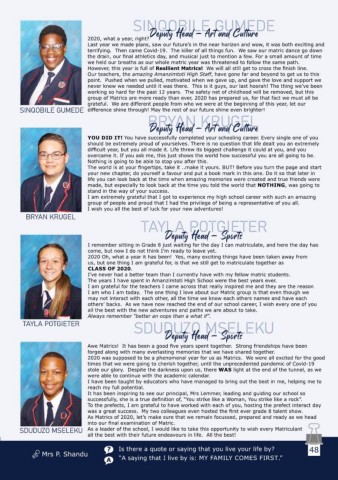 SINQOBILE GUMEDE
Deputy Head – Art and Culture
2020, what a year, right?
Last year we made plans, saw our future's in the near horizon and wow, it was both exciting and
terrifying. Then came Covid-19. The killer of all things fun. We saw our matric dance go down
the drain, our final athletics day, and musical just to mention a few. For a small amount of time
we held our breaths as our whole matric year was threatened to follow the same path.
However, this year is full of Resilient Matrics! We will all still get to cross the finish line.
Our teachers, the amazing Amanzimtoti High Staff, have gone far and beyond to get us to this
point. Pushed when we pulled, motivated when we gave up, and gave the love and support we
never knew we needed until it was there. This is it guys, our last hoorah! The thing we've been
working so hard for the past 12 years. The safety net of childhood will be removed, but this
group of Matrics are more ready than ever, 2020 has prepared us, for that fact we must all be
grateful. We are different people from who we were at the beginning of this year, let our
difference shine through! May the rest of our future shine even brighter!
SINQOBILE GUMEDE
BRYAN KRUGEL
Deputy Head – Art and Culture
YOU DID IT! You have successfully completed your schooling career. Every single one of you
should be extremely proud of yourselves. There is no question that life dealt you an extremely
difficult year, but you all made it. Life threw its biggest challenge it could at you, and you
overcame it. If you ask me, this just shows the world how successful you are all going to be.
Nothing is going to be able to stop you after this.
The world is at your fingertips, take it ..make it yours. BUT! Before you turn the page and start
your new chapter, do yourself a favour and put a book mark in this one. Do it so that later in
life you can look back at the time when amazing memories were created and true friends were
made, but especially to look back at the time you told the world that NOTHING, was going to
stand in the way of your success.
I am extremely grateful that I got to experience my high school career with such an amazing
group of people and proud that I had the privilege of being a representative of you all.
I wish you all the best of luck for your new adventures!
BRYAN KRUGEL
TAYLA POTGIETER
Deputy Head – Sports
I remember sitting in Grade 8 just waiting for the day I can matriculate, and here the day has
come, but now I do not think I'm ready to leave yet.
2020 Oh, what a year it has been! Yes, many exciting things have been taken away from
us, but one thing I am grateful for, is that we still get to matriculate together as
CLASS OF 2020.
I've never had a better team than I currently have with my fellow matric students.
The years I have spent in Amanzimtoti High School were the best years ever.
I am grateful for the teachers I came across that really inspired me and they are the reason
I am who I am today. The one thing I love about our Matric group is that even though we
may not interact with each other, all the time we know each others names and have each
others' backs. As we have now reached the end of our school career, I wish every one of you
all the best with the new adventures and paths we are about to take.
Always remember "better an oops than a what if".
TAYLA POTGIETER
SDUDUZO MSELEKU
Deputy Head – Sports
Awe Matrics! It has been a good five years spent together. Strong friendships have been
forged along with many everlasting memories that we have shared together.
2020 was supposed to be a phenomenal year for us as Matrics. We were all excited for the good
times that we were going to cherish together, until the unprecedented pandemic of Covid-19
stole our glory. Despite the darkness upon us, there WAS light at the end of the tunnel, as we
were able to continue with the academic calendar.
I have been taught by educators who have managed to bring out the best in me, helping me to
reach my full potential.
It has been inspiring to see our principal, Mrs Lemmer, leading and guiding our school so
successfully, she is a true definition of, "You strike like a Woman, You strike like a rock".
To the prefects, I am grateful to have worked with each of you, hosting the prefect interact day
was a great success. My two colleagues even hosted the first ever grade 8 talent show.
As Matrics of 2020, let's make sure that we remain focussed, prepared and ready as we head
into our final examination of Matric.
As a leader of the school, I would like to take this opportunity to wish every Matriculant
all the best with their future endeavours in life. All the best!
SDUDUZO MSELEKU
Mrs P. Shandu
? Is there a quote or saying that you live your life by?
A "A saying that I live by is: MY FAMILY COMES FIRST."
48